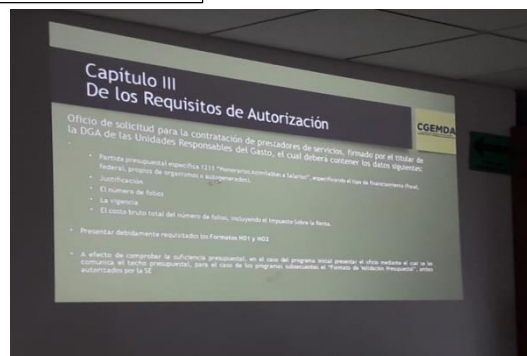 Capítulo III
De los Requisitos de Autorización
CGEMDA
Oficio de solicitud para la contratación de prestadores de servicios, firmado por el titular de
la DGA de las Unidades Responsables del Gasto, el cual deberá contener los datos siguientes:
• Partida presupuestal específica 1211 "Honorarios Asimilables a Salarios", especificando el tipo de financiamiento (fiscal,
federal, propios de organismos o autogenerados)
• Justificación
• El número de folios
• La vigencia
• El costo bruto total del número de folios, incluyendo el Impuesto Sobre la Renta.
• Presentar debidamente requisitados los Formatos H01 y H02
• A efecto de comprobar la suficiencia presupuestal, en el caso del programa inicial presentar el oficio mediante el cual se les
comunica el techo presupuestal, para el caso de los programas subsecuentes el "Formato de Validación Presupuestal", ambos
autorizados por la SE